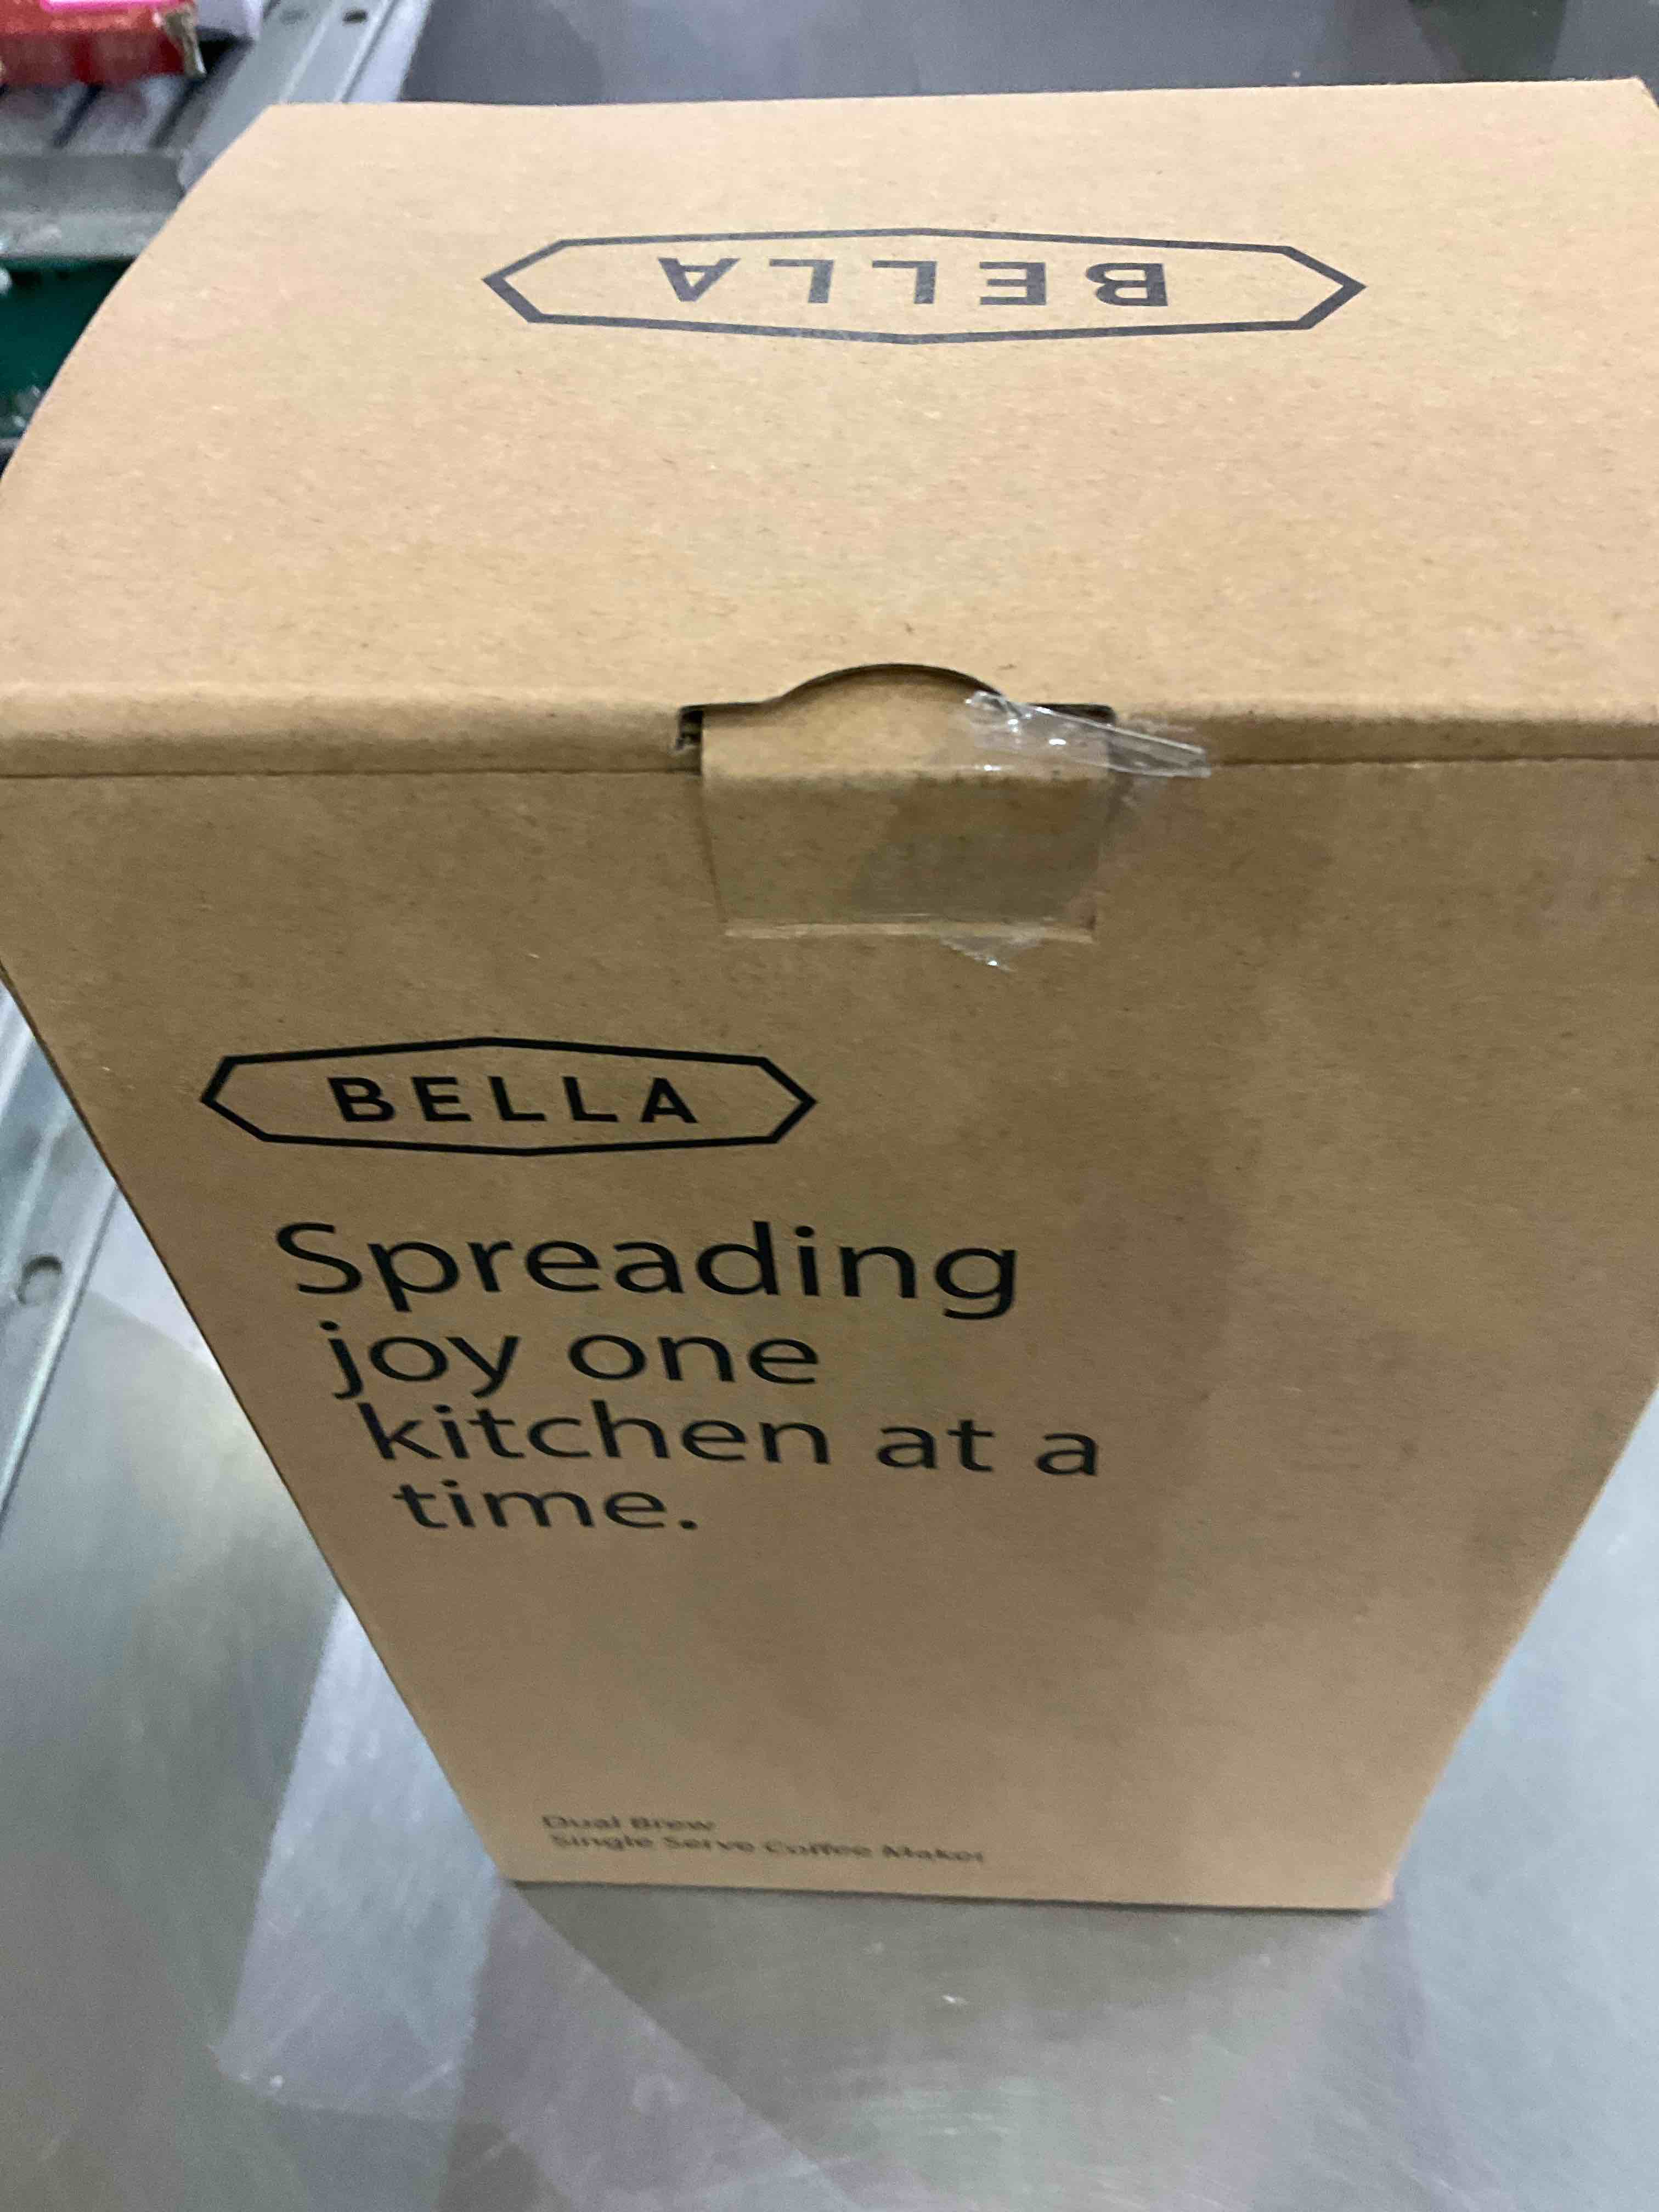 BELLA
BELLA
Spreading
joy one
kitchen at a
time.
Dual Brew
Single Serve Coffee Maker